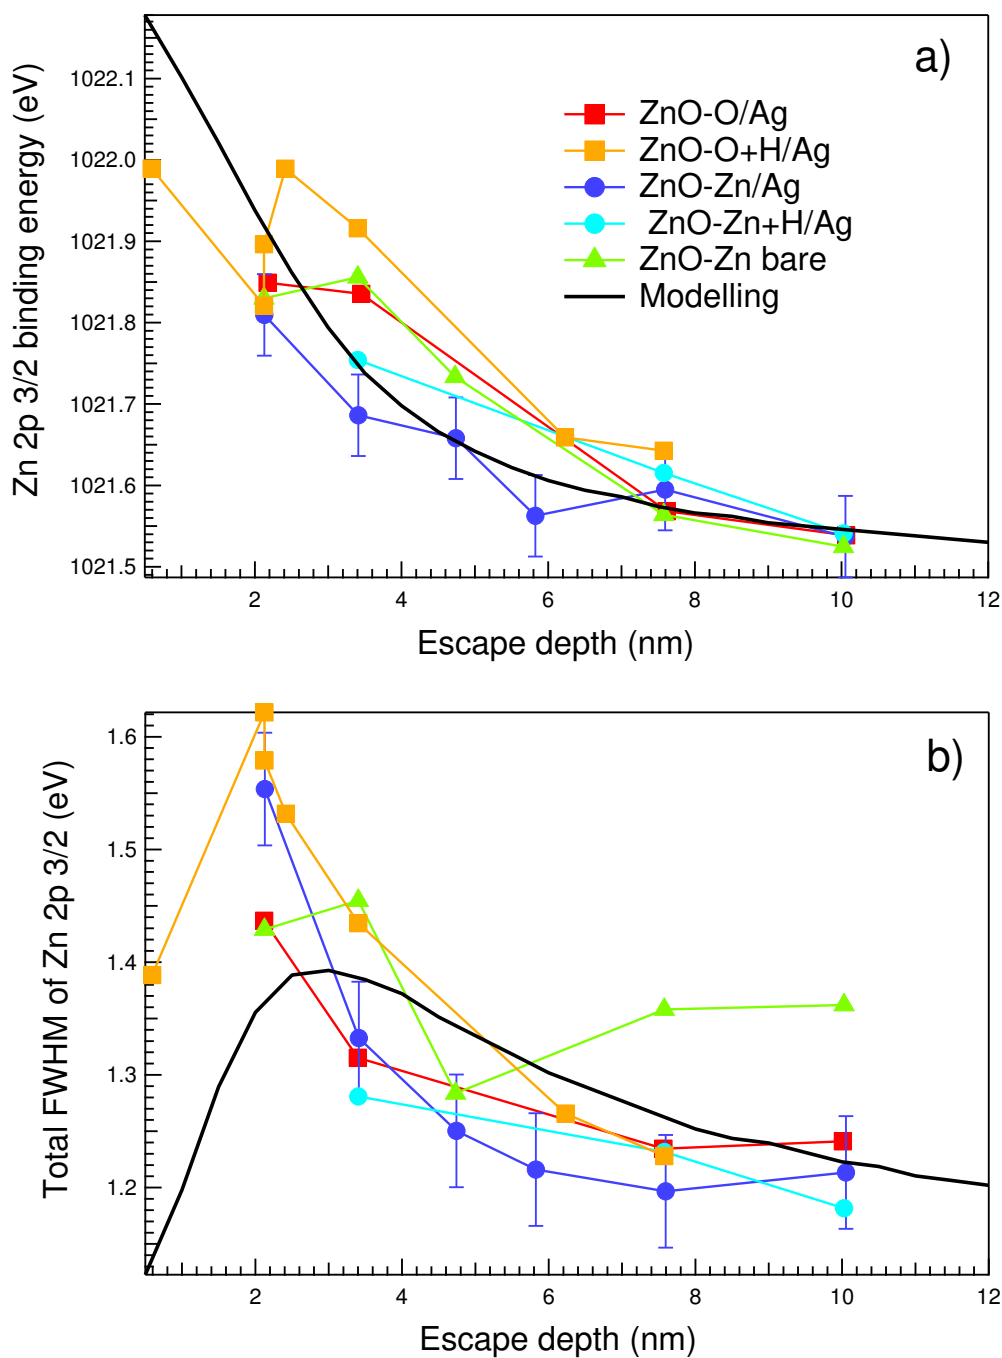 a)
Zn 2p 3/2 binding energy (eV)
1022.1
1022.0
1021.9
1021.8
1021.7
1021.6
1021.5
ZnO-O/Ag
ZnO-O+H/Ag
ZnO-Zn/Ag
ZnO-Zn+H/Ag
ZnO-Zn bare
Modelling
2 4 6 8 10 12
Escape depth (nm)
b)
Total FWHM of Zn 2p 3/2 (eV)
1.6
1.5
1.4
1.3
1.2
2 4 6 8 10 12
Escape depth (nm)